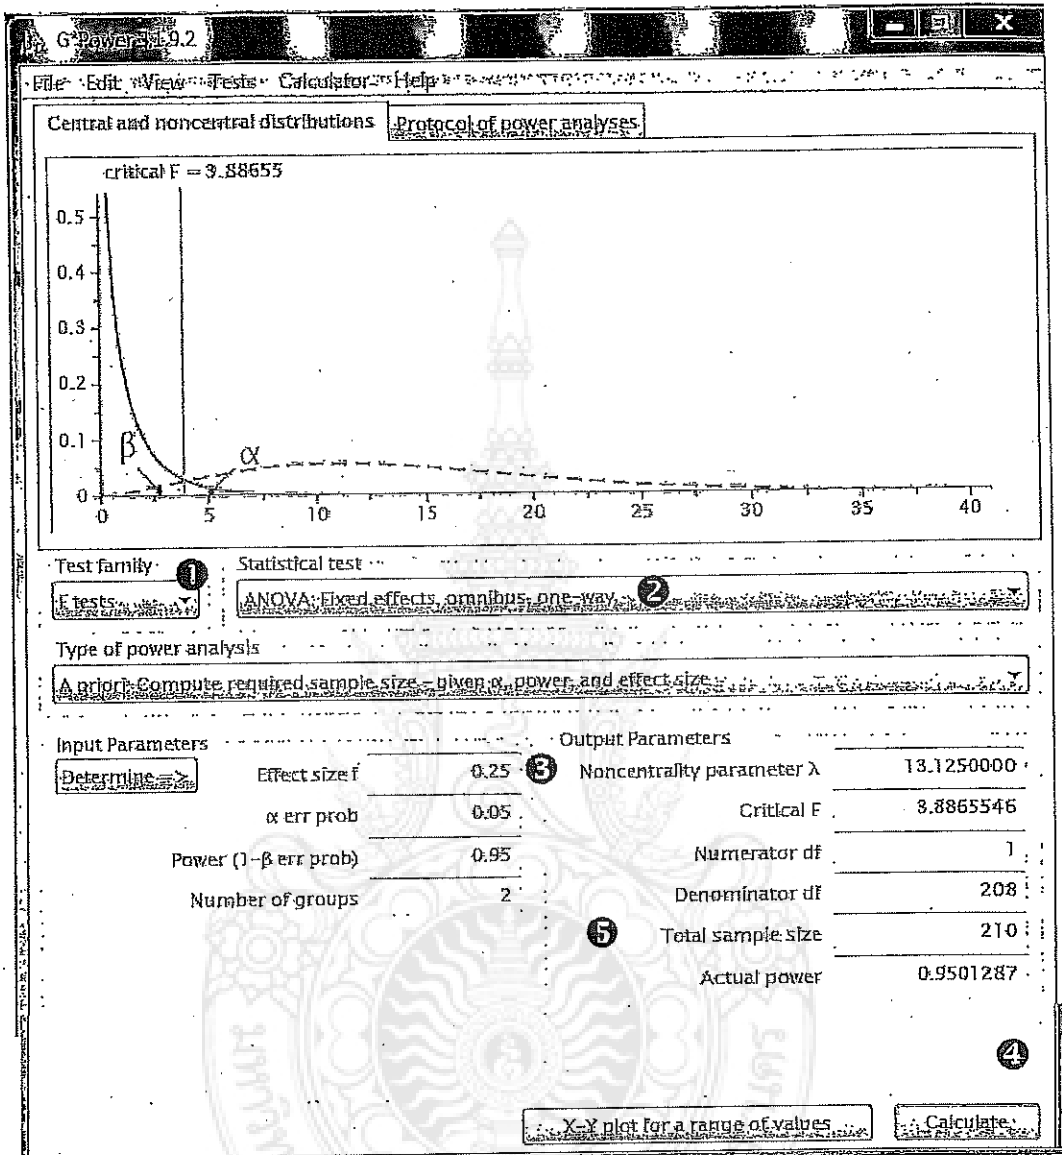 G*Power 3.1.9.2
File Edit View Tests Calculator Help
Central and noncentral distributions Protocol of power analyses
critical F = 3.88655
0.5
0.4
0.3
0.2
0.1
0
β α
0 5 10 15 20 25 30 35 40
Test family ❶ Statistical test
F tests ANOVA: Fixed effects, omnibus, one-way ❷
Type of power analysis
A priori: Compute required sample size - given α, power, and effect size
Input Parameters Output Parameters
Determine => Effect size f 0.25 ❸ Noncentrality parameter λ 13.1250000
α err prob 0.05 Critical F 3.8865546
Power (1-β err prob) 0.95 Numerator df 1
Number of groups 2 Denominator df 208
❺ Total sample size 210
Actual power 0.9501287
❹
X-Y plot for a range of values Calculate